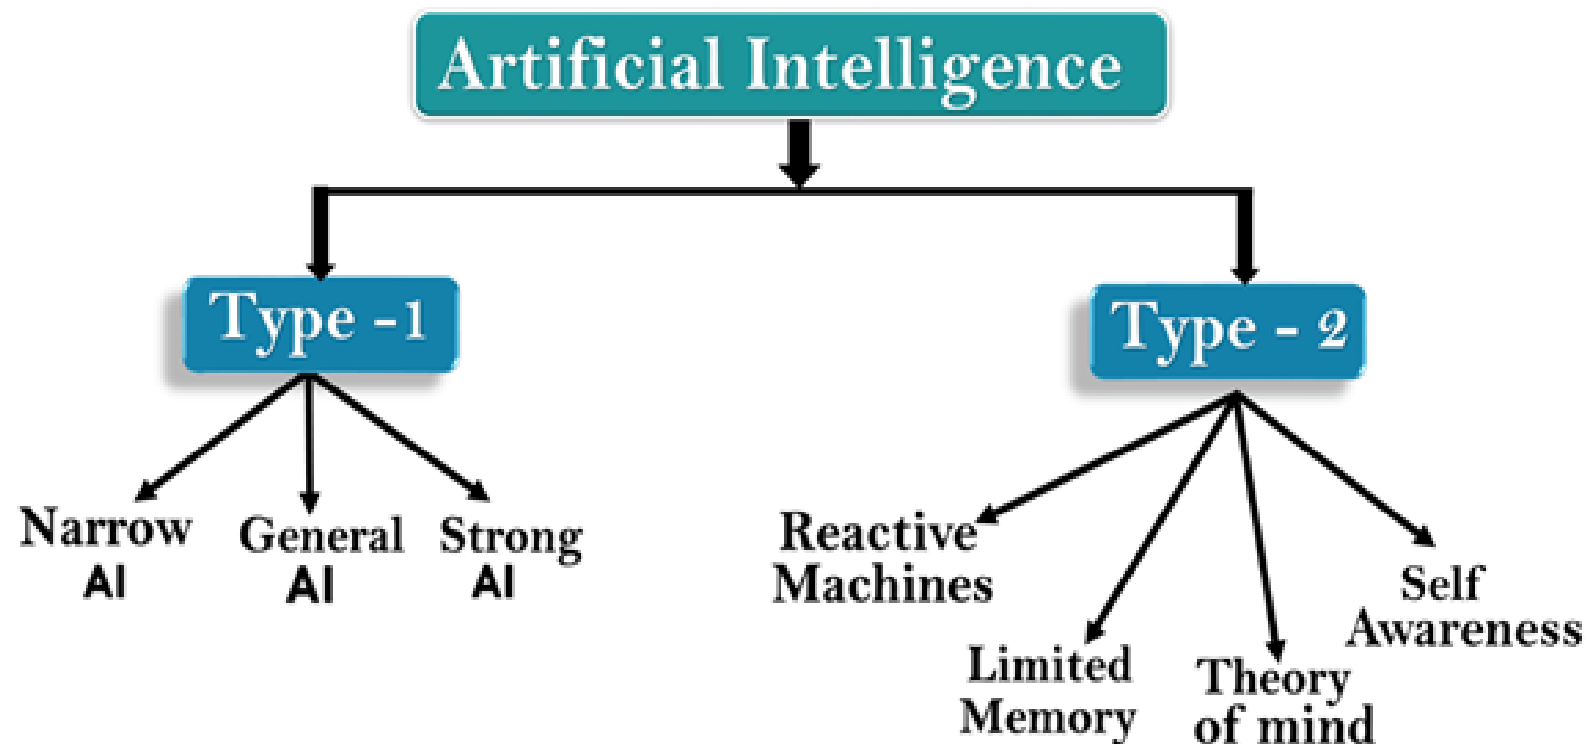 Artificial Intelligence
Type -1
Type - 2
Narrow
AI
General
AI
Strong
AI
Reactive
Machines
Limited
Memory
Theory
of mind
Self
Awareness